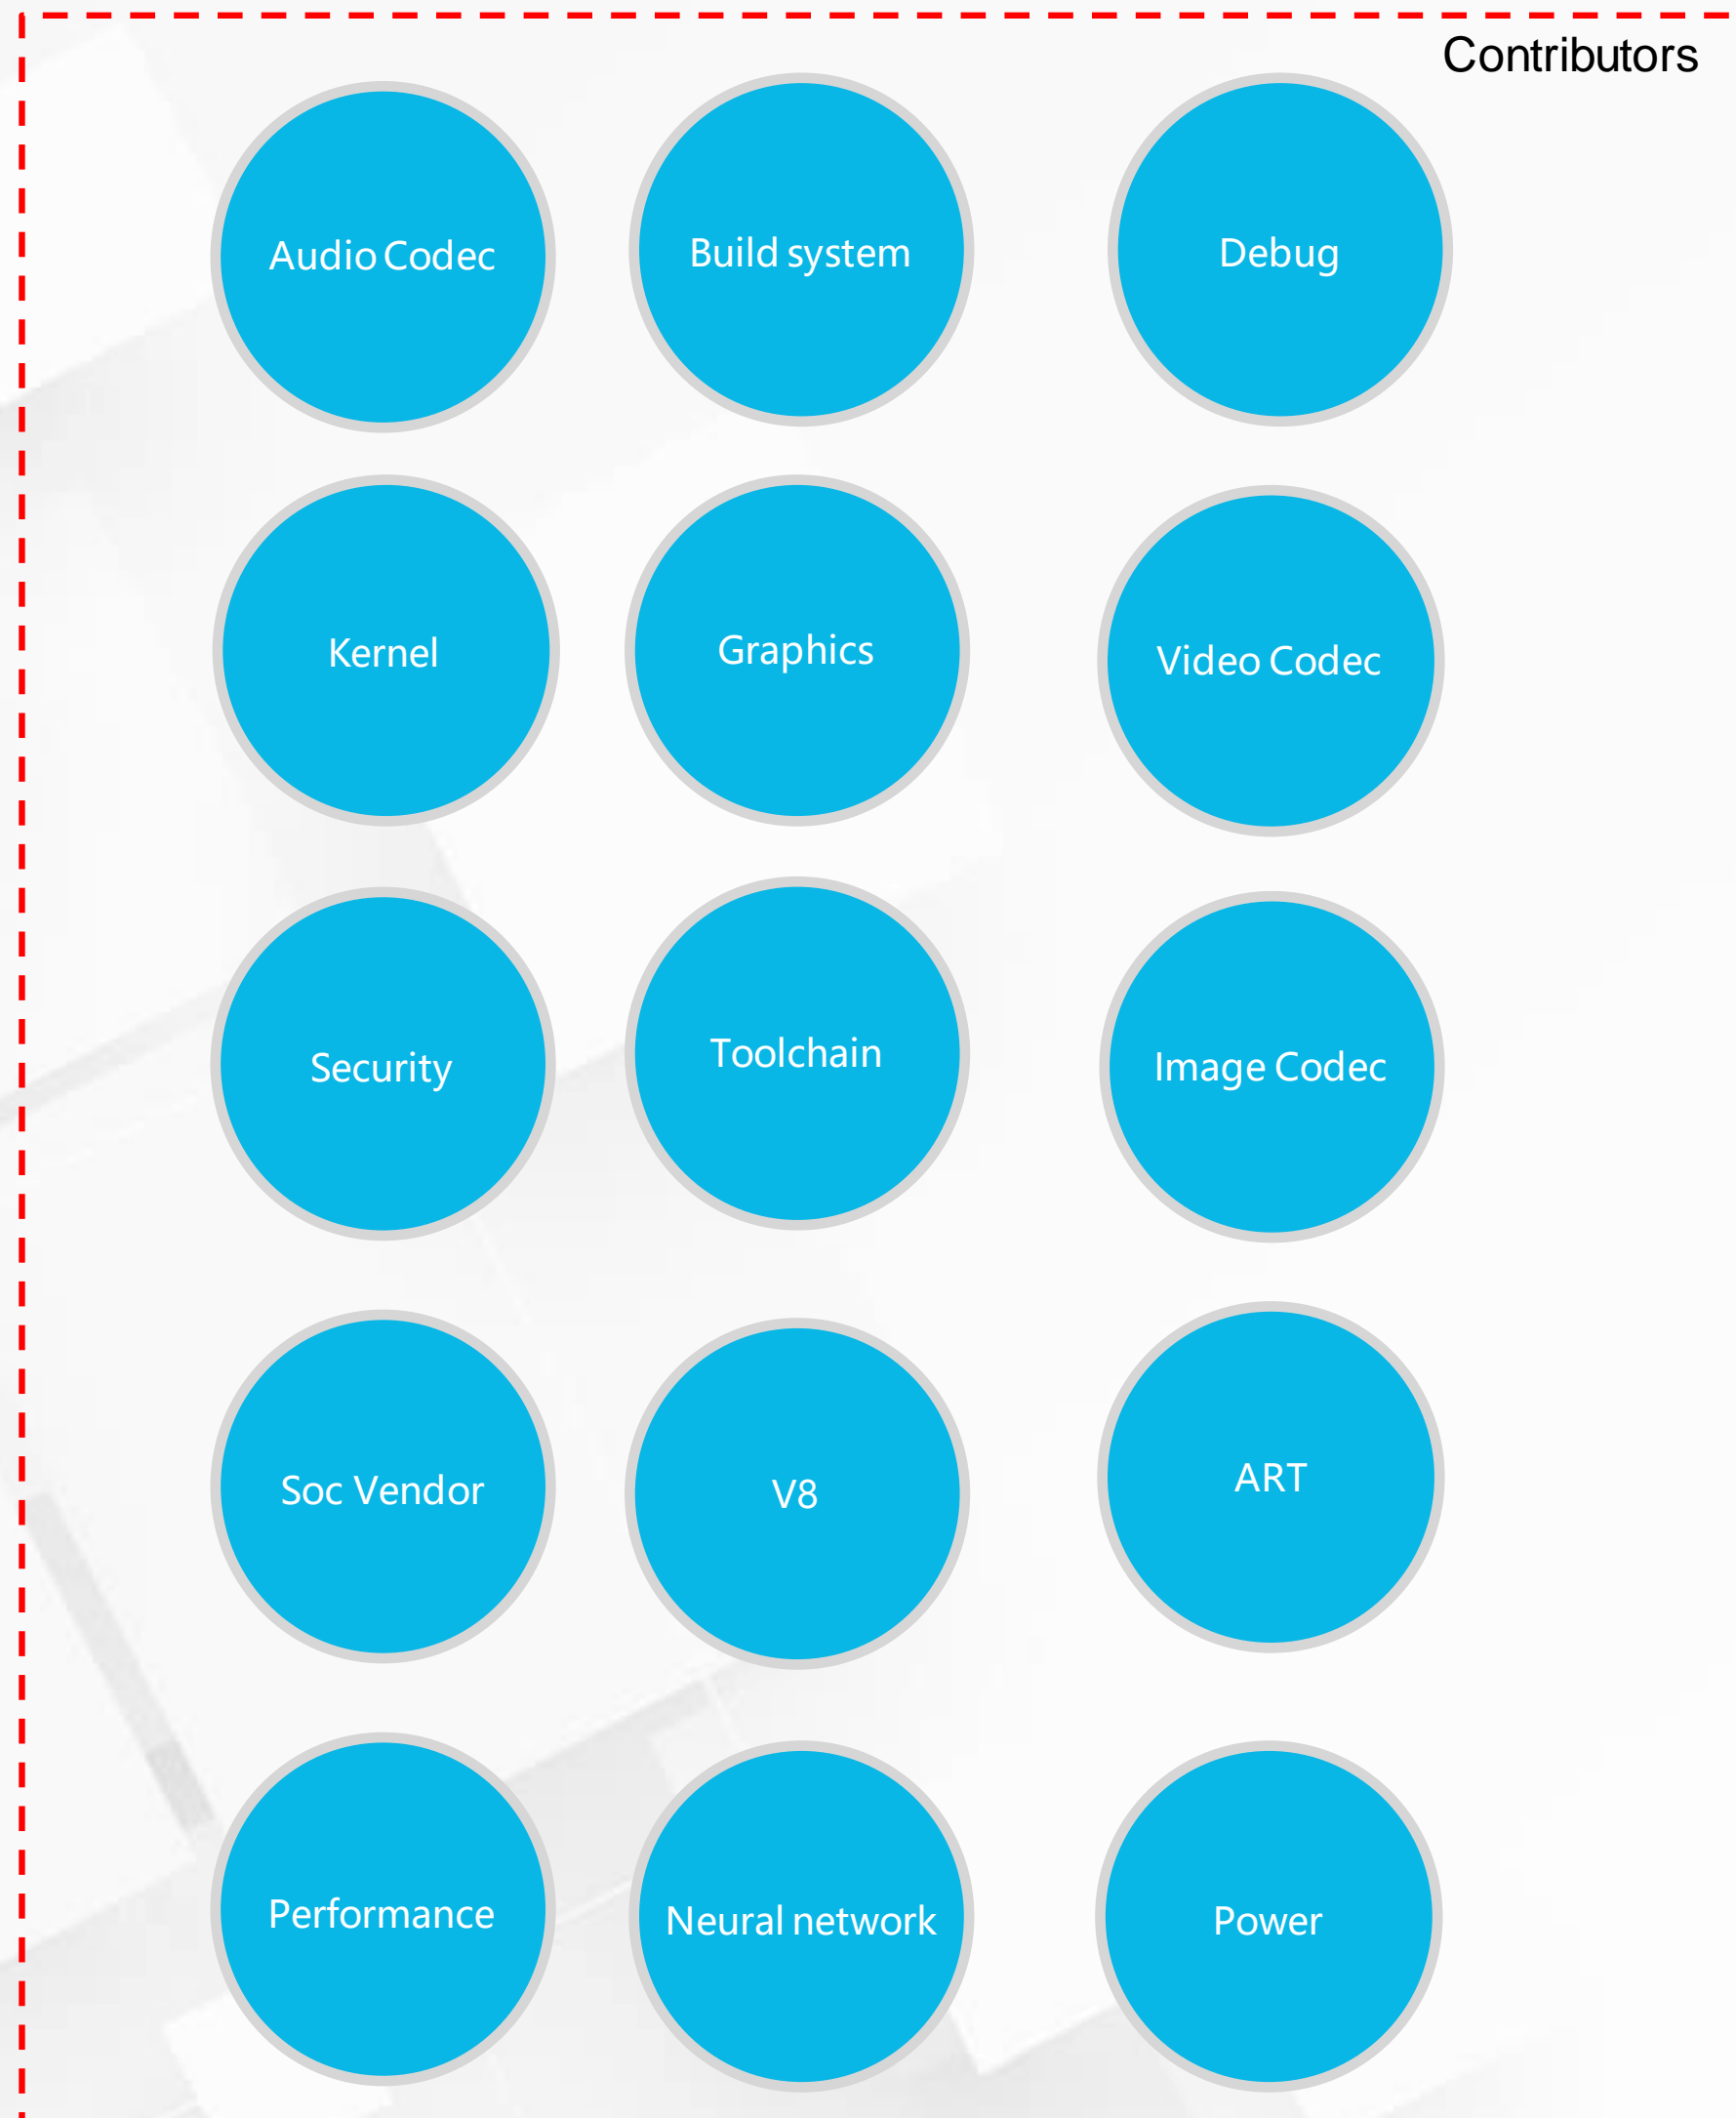 Contributors
Audio Codec
Build system
Debug
Kernel
Graphics
Video Codec
Security
Toolchain
Image Codec
Soc Vendor
V8
ART
Performance
Neural network
Power